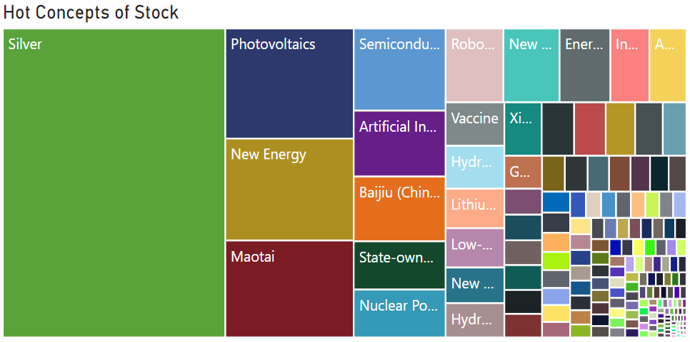 Hot Concepts of Stock
Silver
Photovoltaics
Semicondu...
Robo...
New ...
Ener...
In...
A...
Artificial In...
Vaccine
Xi...
New Energy
Hydr...
G...
Baijiu (Chin...
Lithiu...
Maotai
State-own...
Low-...
New ...
Nuclear Po...
Hydr...